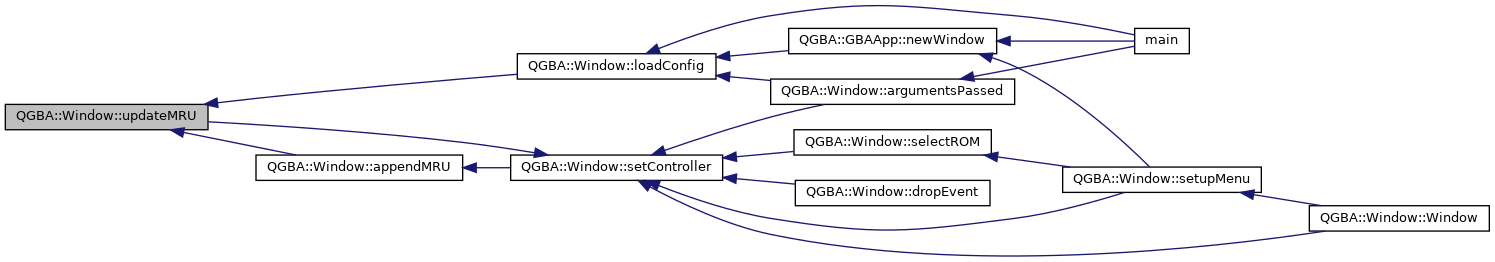 QGBA::Window::updateMRU
QGBA::Window::loadConfig
QGBA::Window::appendMRU
QGBA::Window::setController
QGBA::GBAApp::newWindow
main
QGBA::Window::argumentsPassed
QGBA::Window::selectROM
QGBA::Window::dropEvent
QGBA::Window::setupMenu
QGBA::Window::Window